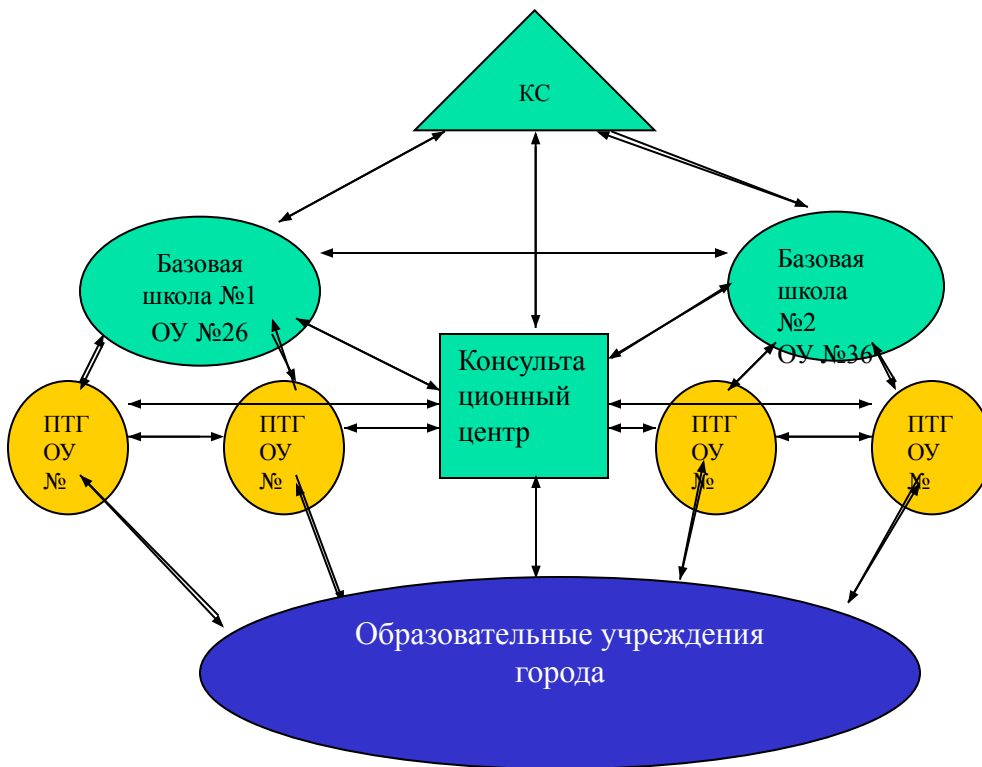 КС
Базовая
школа №1
ОУ №26
Базовая
школа
№2
ОУ №36
Консульта
ционный
центр
ПТГ
ОУ
№
ПТГ
ОУ
№
ПТГ
ОУ
№
ПТГ
ОУ
№
Образовательные учреждения
города